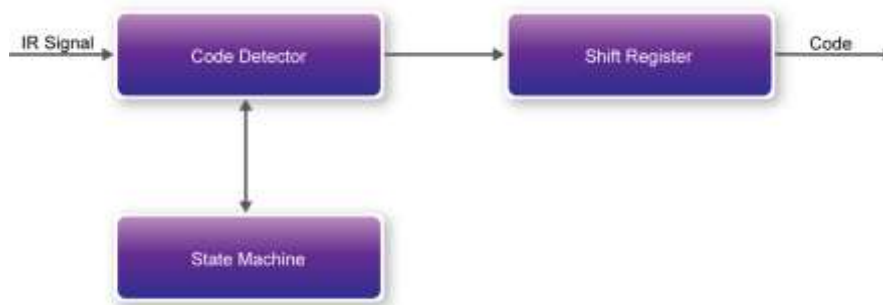 IR Signal
Code Detector
Shift Register
Code
State Machine